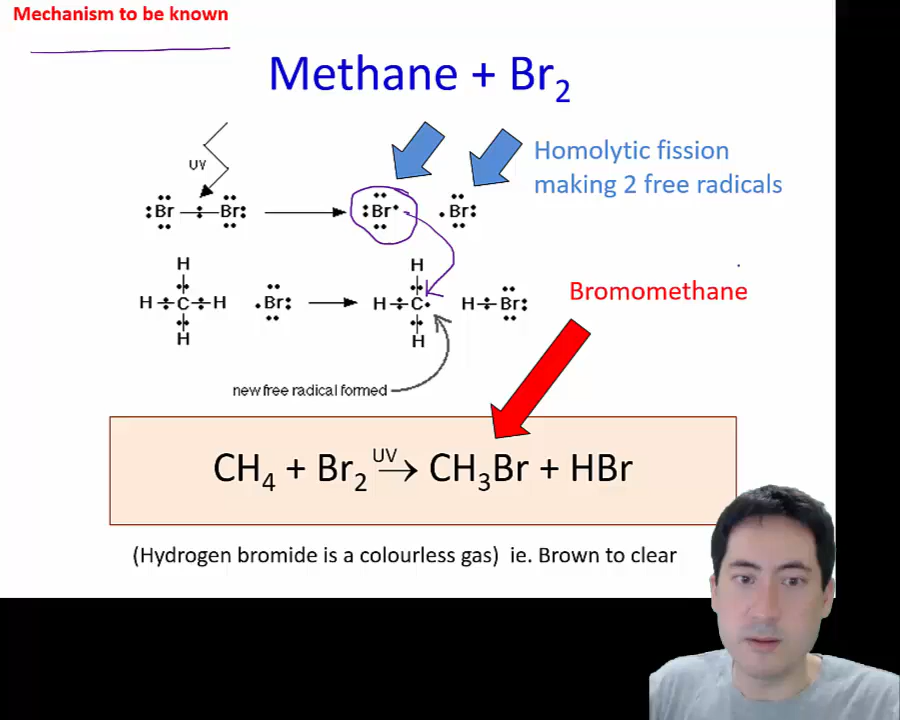 Mechanism to be known
Methane + Br₂
UV
Homolytic fission
making 2 free radicals
:Br : Br: :Br· .Br:
H
H
H ÷ C ÷ H .Br: H ÷ C· H ÷ Br:
H
H
Bromomethane
new free radical formed
CH₄ + Br₂ UV → CH₃Br + HBr
(Hydrogen bromide is a colourless gas) ie. Brown to clear